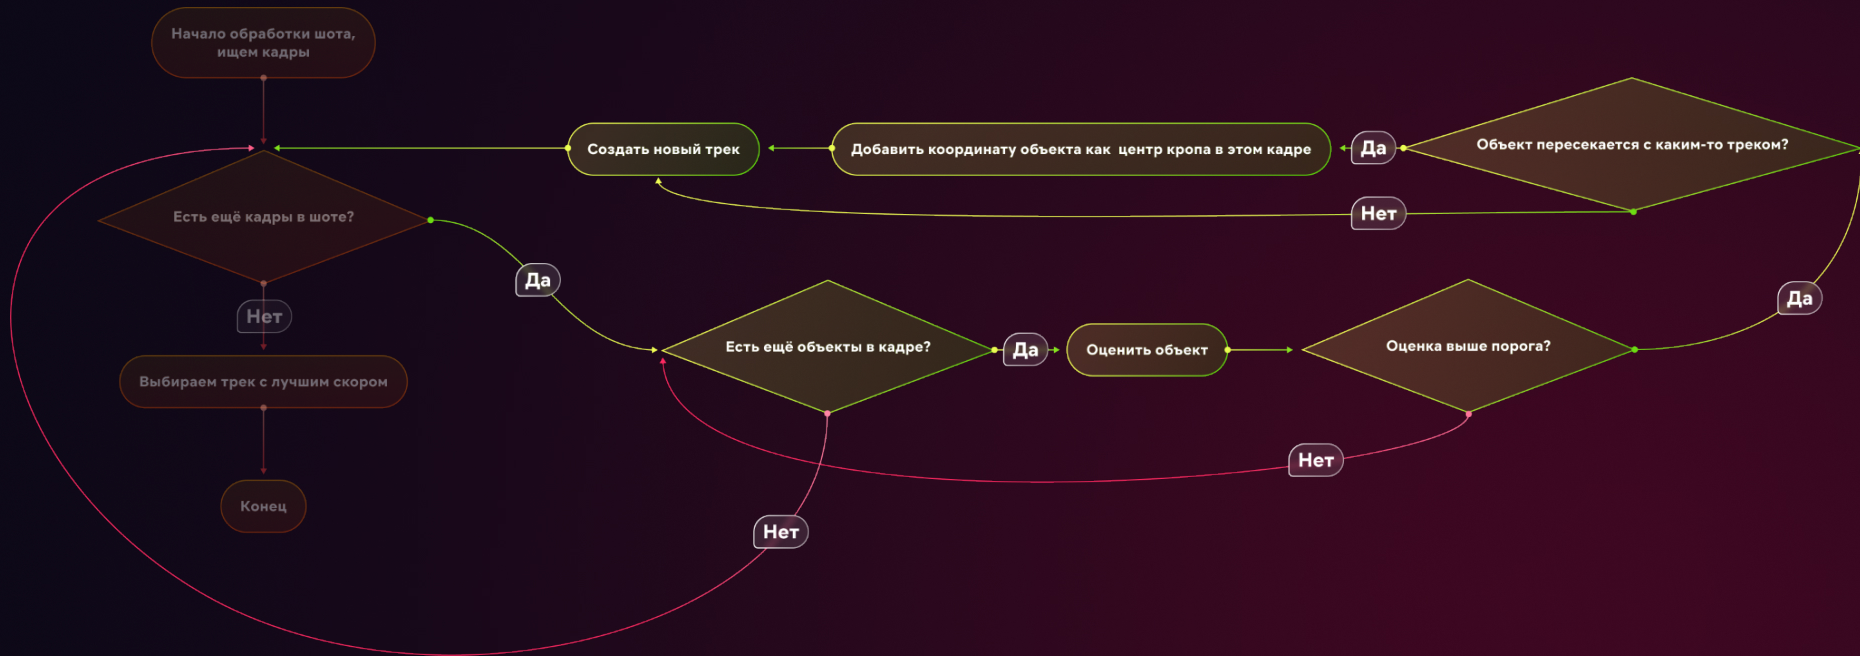 Начало обработки шота,
ищем кадры
Есть ещё кадры в шоте?
Нет
Выбираем трек с лучшим скором
Конец
Да
Есть ещё объекты в кадре?
Да
Оценить объект
Оценка выше порога?
Да
Нет
Нет
Объект пересекается с каким-то треком?
Да
Добавить координату объекта как центр кропа в этом кадре
Нет
Создать новый трек